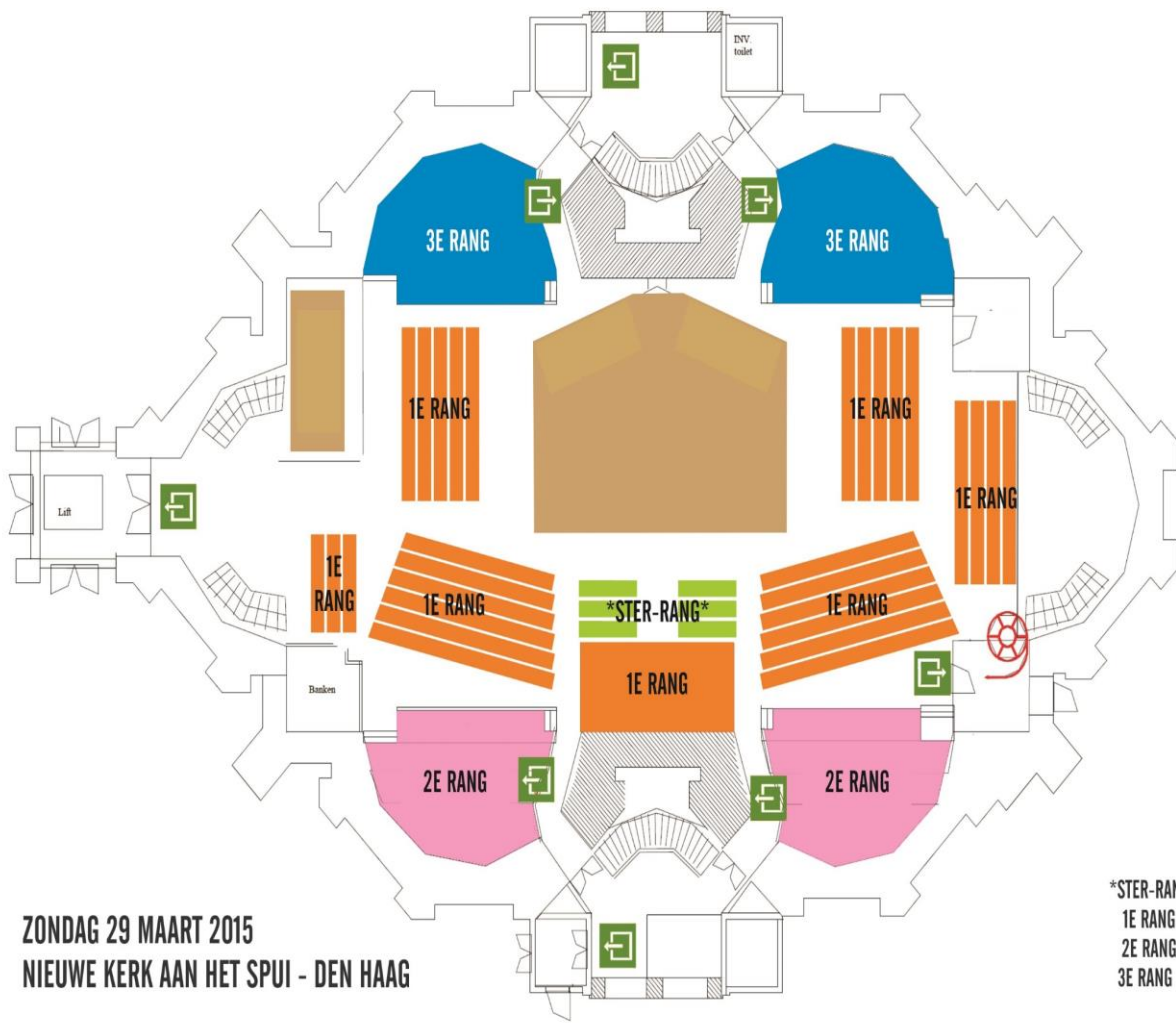 INV.
toilet
3E RANG
3E RANG
1E RANG
1E RANG
1E RANG
Lift
1E
RANG
1E RANG
*STER-RANG*
1E RANG
1E RANG
Banken
2E RANG
2E RANG
ZONDAG 29 MAART 2015
NIEUWE KERK AAN HET SPUI - DEN HAAG
*STER-RAN
1E RANG
2E RANG
3E RANG